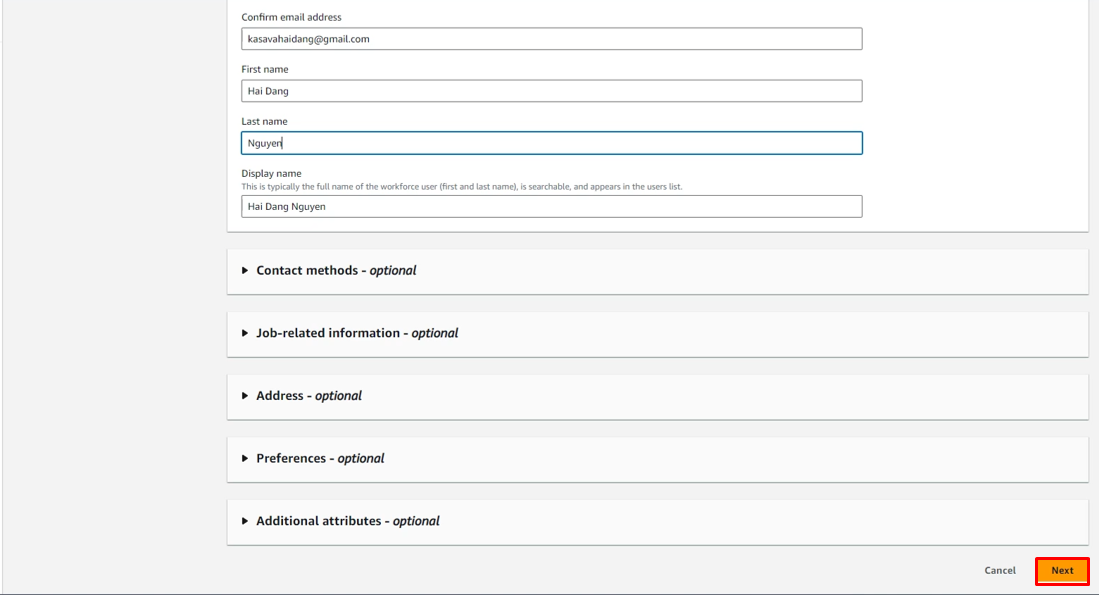 Confirm email address
kasavahaidang@gmail.com
First name
Hai Dang
Last name
Nguyen
Display name
This is typically the full name of the workforce user (first and last name), is searchable, and appears in the users list.
Hai Dang Nguyen
Contact methods - optional
Job-related information - optional
Address - optional
Preferences - optional
Additional attributes - optional
Cancel Next